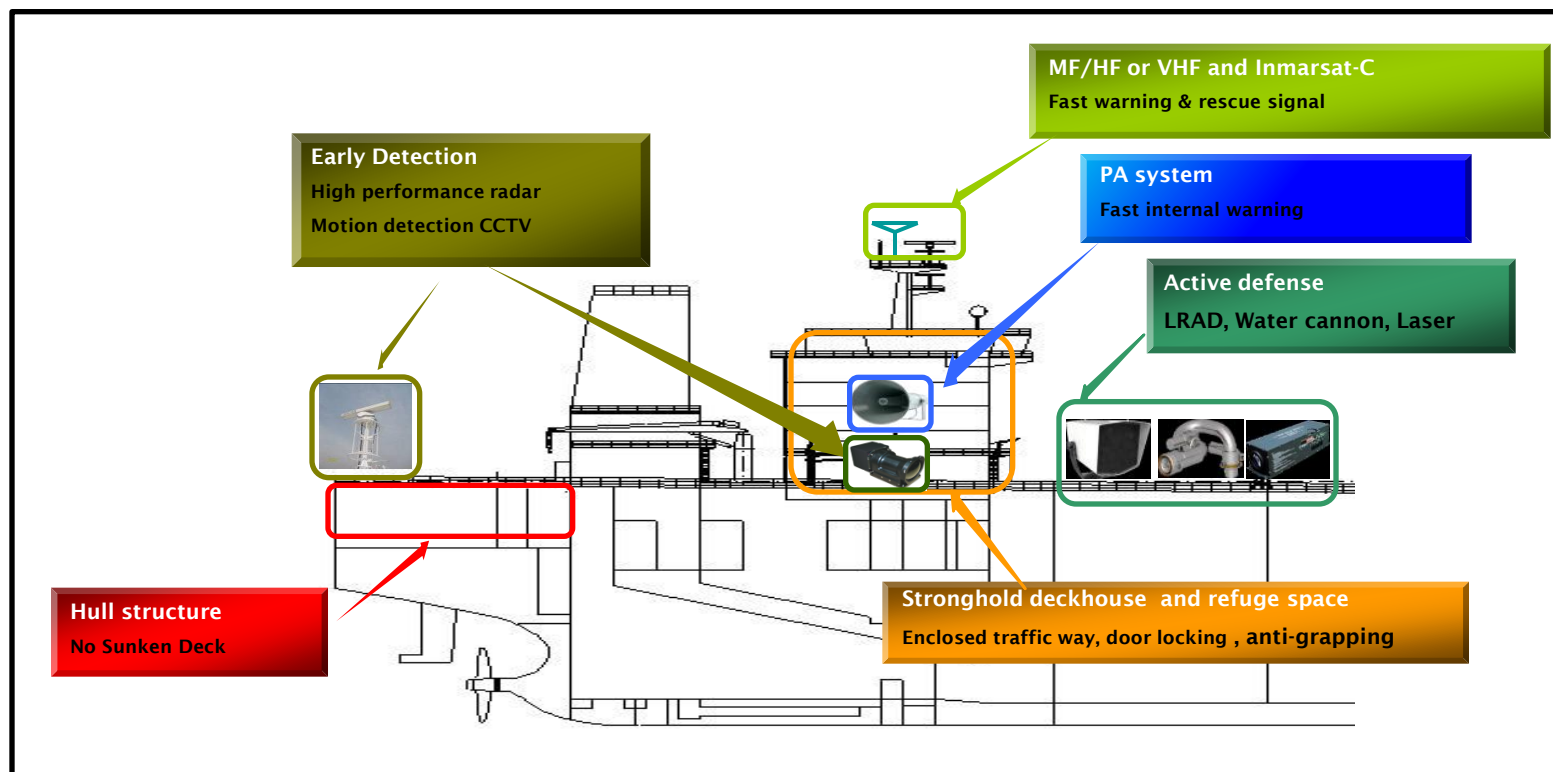 MF/HF or VHF and Inmarsat-C
Fast warning & rescue signal
Early Detection
High performance radar
Motion detection CCTV
PA system
Fast internal warning
Active defense
LRAD, Water cannon, Laser
Hull structure
No Sunken Deck
Stronghold deckhouse  and refuge space
Enclosed traffic way, door locking , anti-grapping